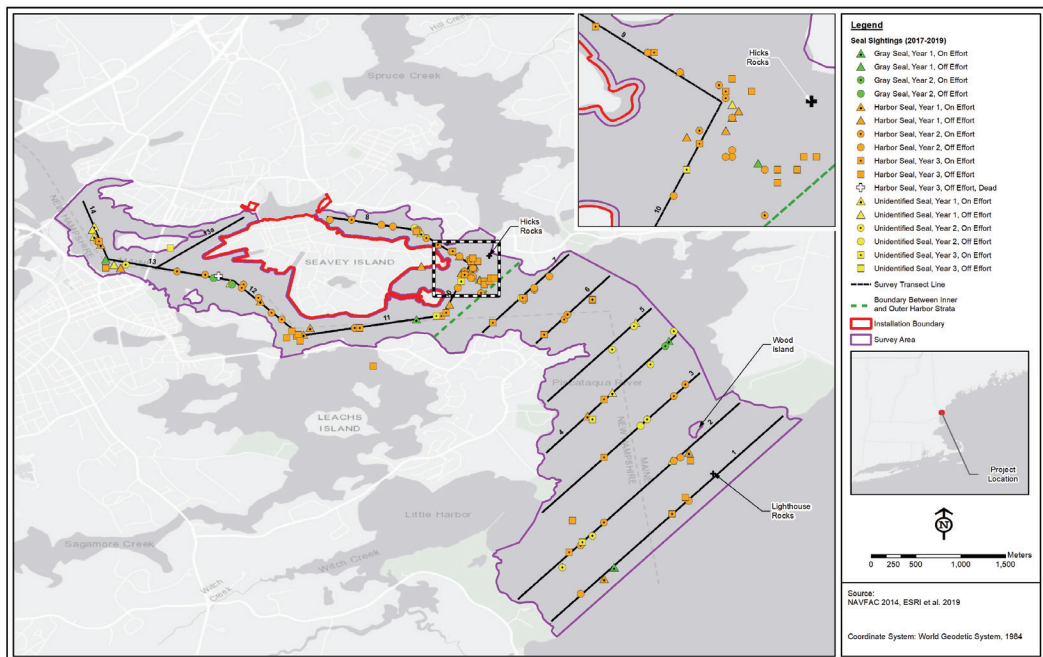 Hill Creek
Spruce Creek
9
Hicks
Rocks
10
14
NEW HAMPSHIRE
MAINE
13a
13
8
SEAVEY ISLAND
Hicks
Rocks
12
11
7
6
5
Wood
Island
Piscataqua River
3
4
2
1
LEACHS
ISLAND
NEW HAMPSHIRE
MAINE
Little Harbor
Lighthouse
Rocks
Sagamore Creek
Witch Creek
Witch
Creek
Legend
Seal Sightings (2017-2019)
Gray Seal, Year 1, On Effort
Gray Seal, Year 1, Off Effort
Gray Seal, Year 2, On Effort
Gray Seal, Year 2, Off Effort
Harbor Seal, Year 1, On Effort
Harbor Seal, Year 1, Off Effort
Harbor Seal, Year 2, On Effort
Harbor Seal, Year 2, Off Effort
Harbor Seal, Year 3, On Effort
Harbor Seal, Year 3, Off Effort
Harbor Seal, Year 3, Off Effort, Dead
Unidentified Seal, Year 1, On Effort
Unidentified Seal, Year 1, Off Effort
Unidentified Seal, Year 2, On Effort
Unidentified Seal, Year 2, Off Effort
Unidentified Seal, Year 3, On Effort
Unidentified Seal, Year 3, Off Effort
Survey Transect Line
Boundary Between Inner
and Outer Harbor Strata
Installation Boundary
Survey Area
Project
Location
N
Meters
0 250 500 1,000 1,500
Source:
NAVFAC 2014, ESRI et al. 2019
Coordinate System: World Geodetic System, 1984